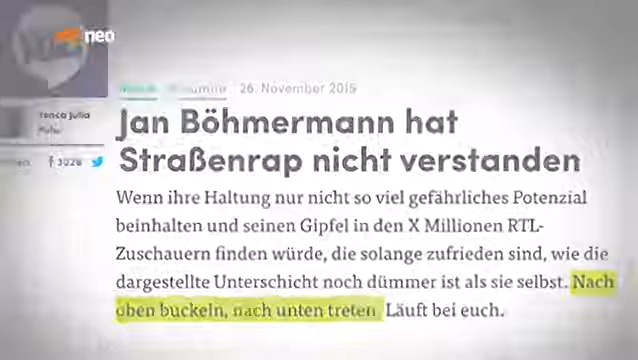 neo
26. November 2015
Julia
3028
Jan Böhmermann hat
Straßenrap nicht verstanden
Wenn ihre Haltung nur nicht so viel gefährliches Potenzial
beinhalten und seinen Gipfel in den X Millionen RTL-
Zuschauern finden würde, die solange zufrieden sind, wie die
dargestellte Unterschicht noch dümmer ist als sie selbst. Nach
oben buckeln, nach unten treten. Läuft bei euch.